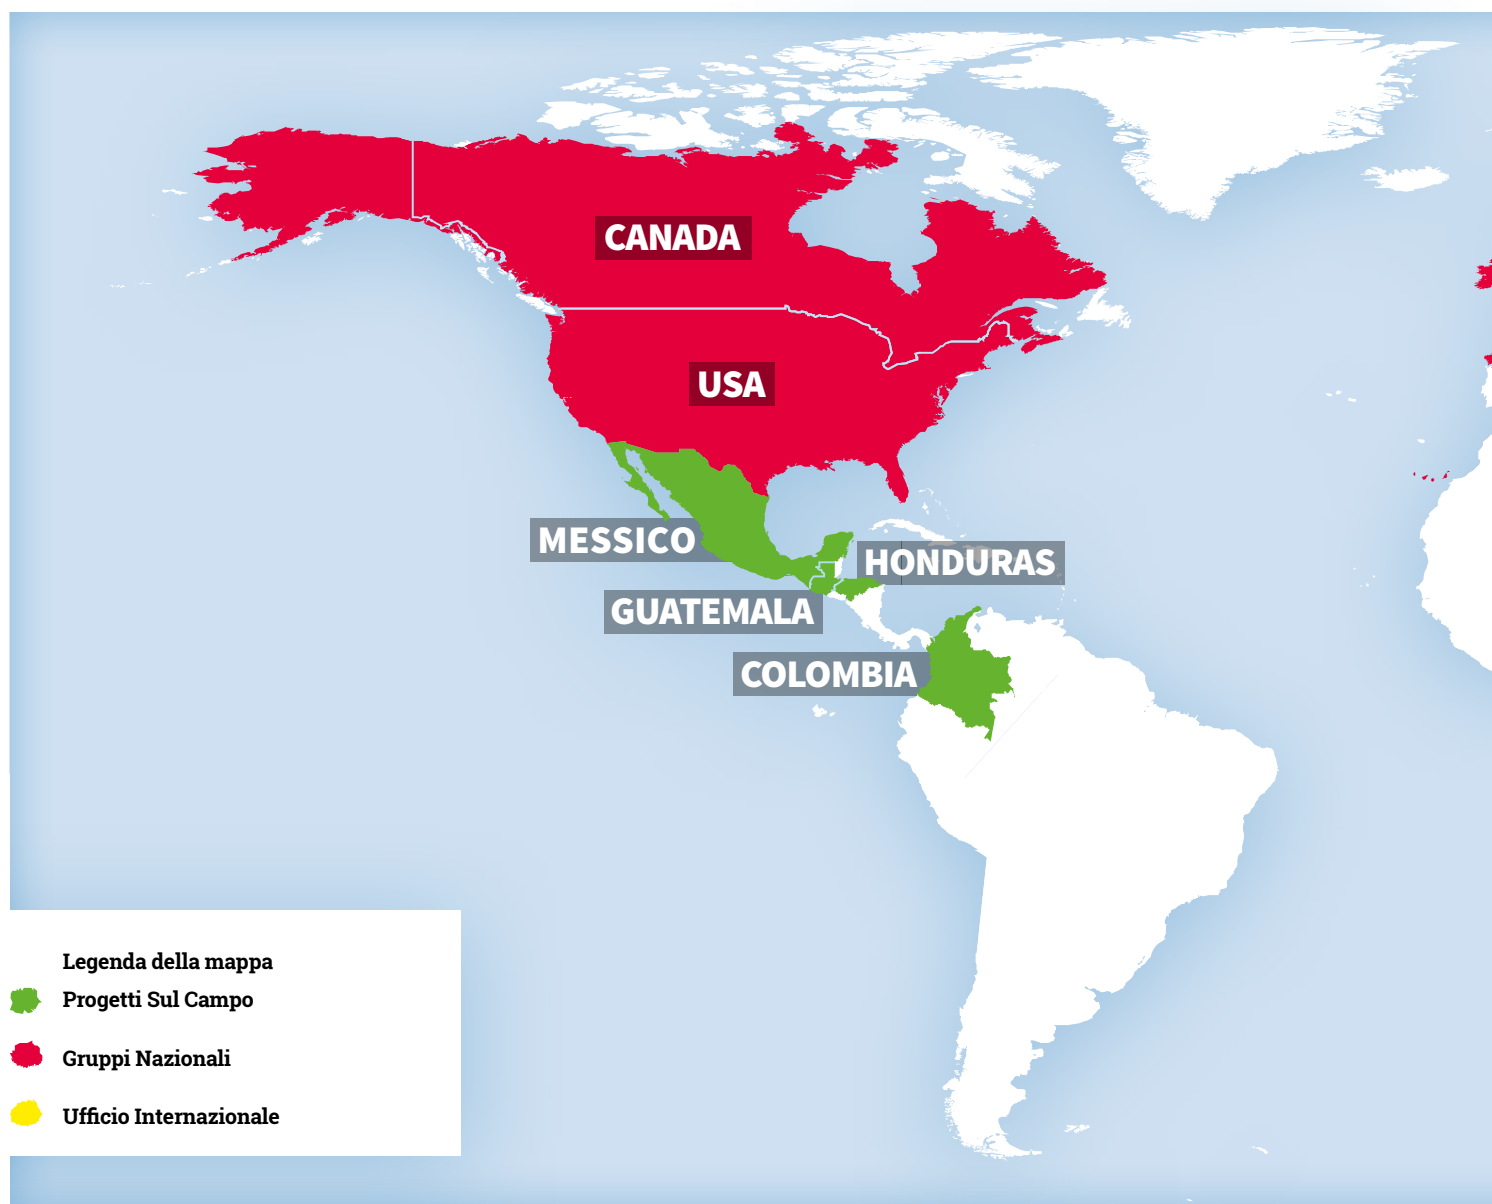 CANADA
USA
MESSICO
HONDURAS
GUATEMALA
COLOMBIA
Legenda della mappa
Progetti Sul Campo
Gruppi Nazionali
Ufficio Internazionale